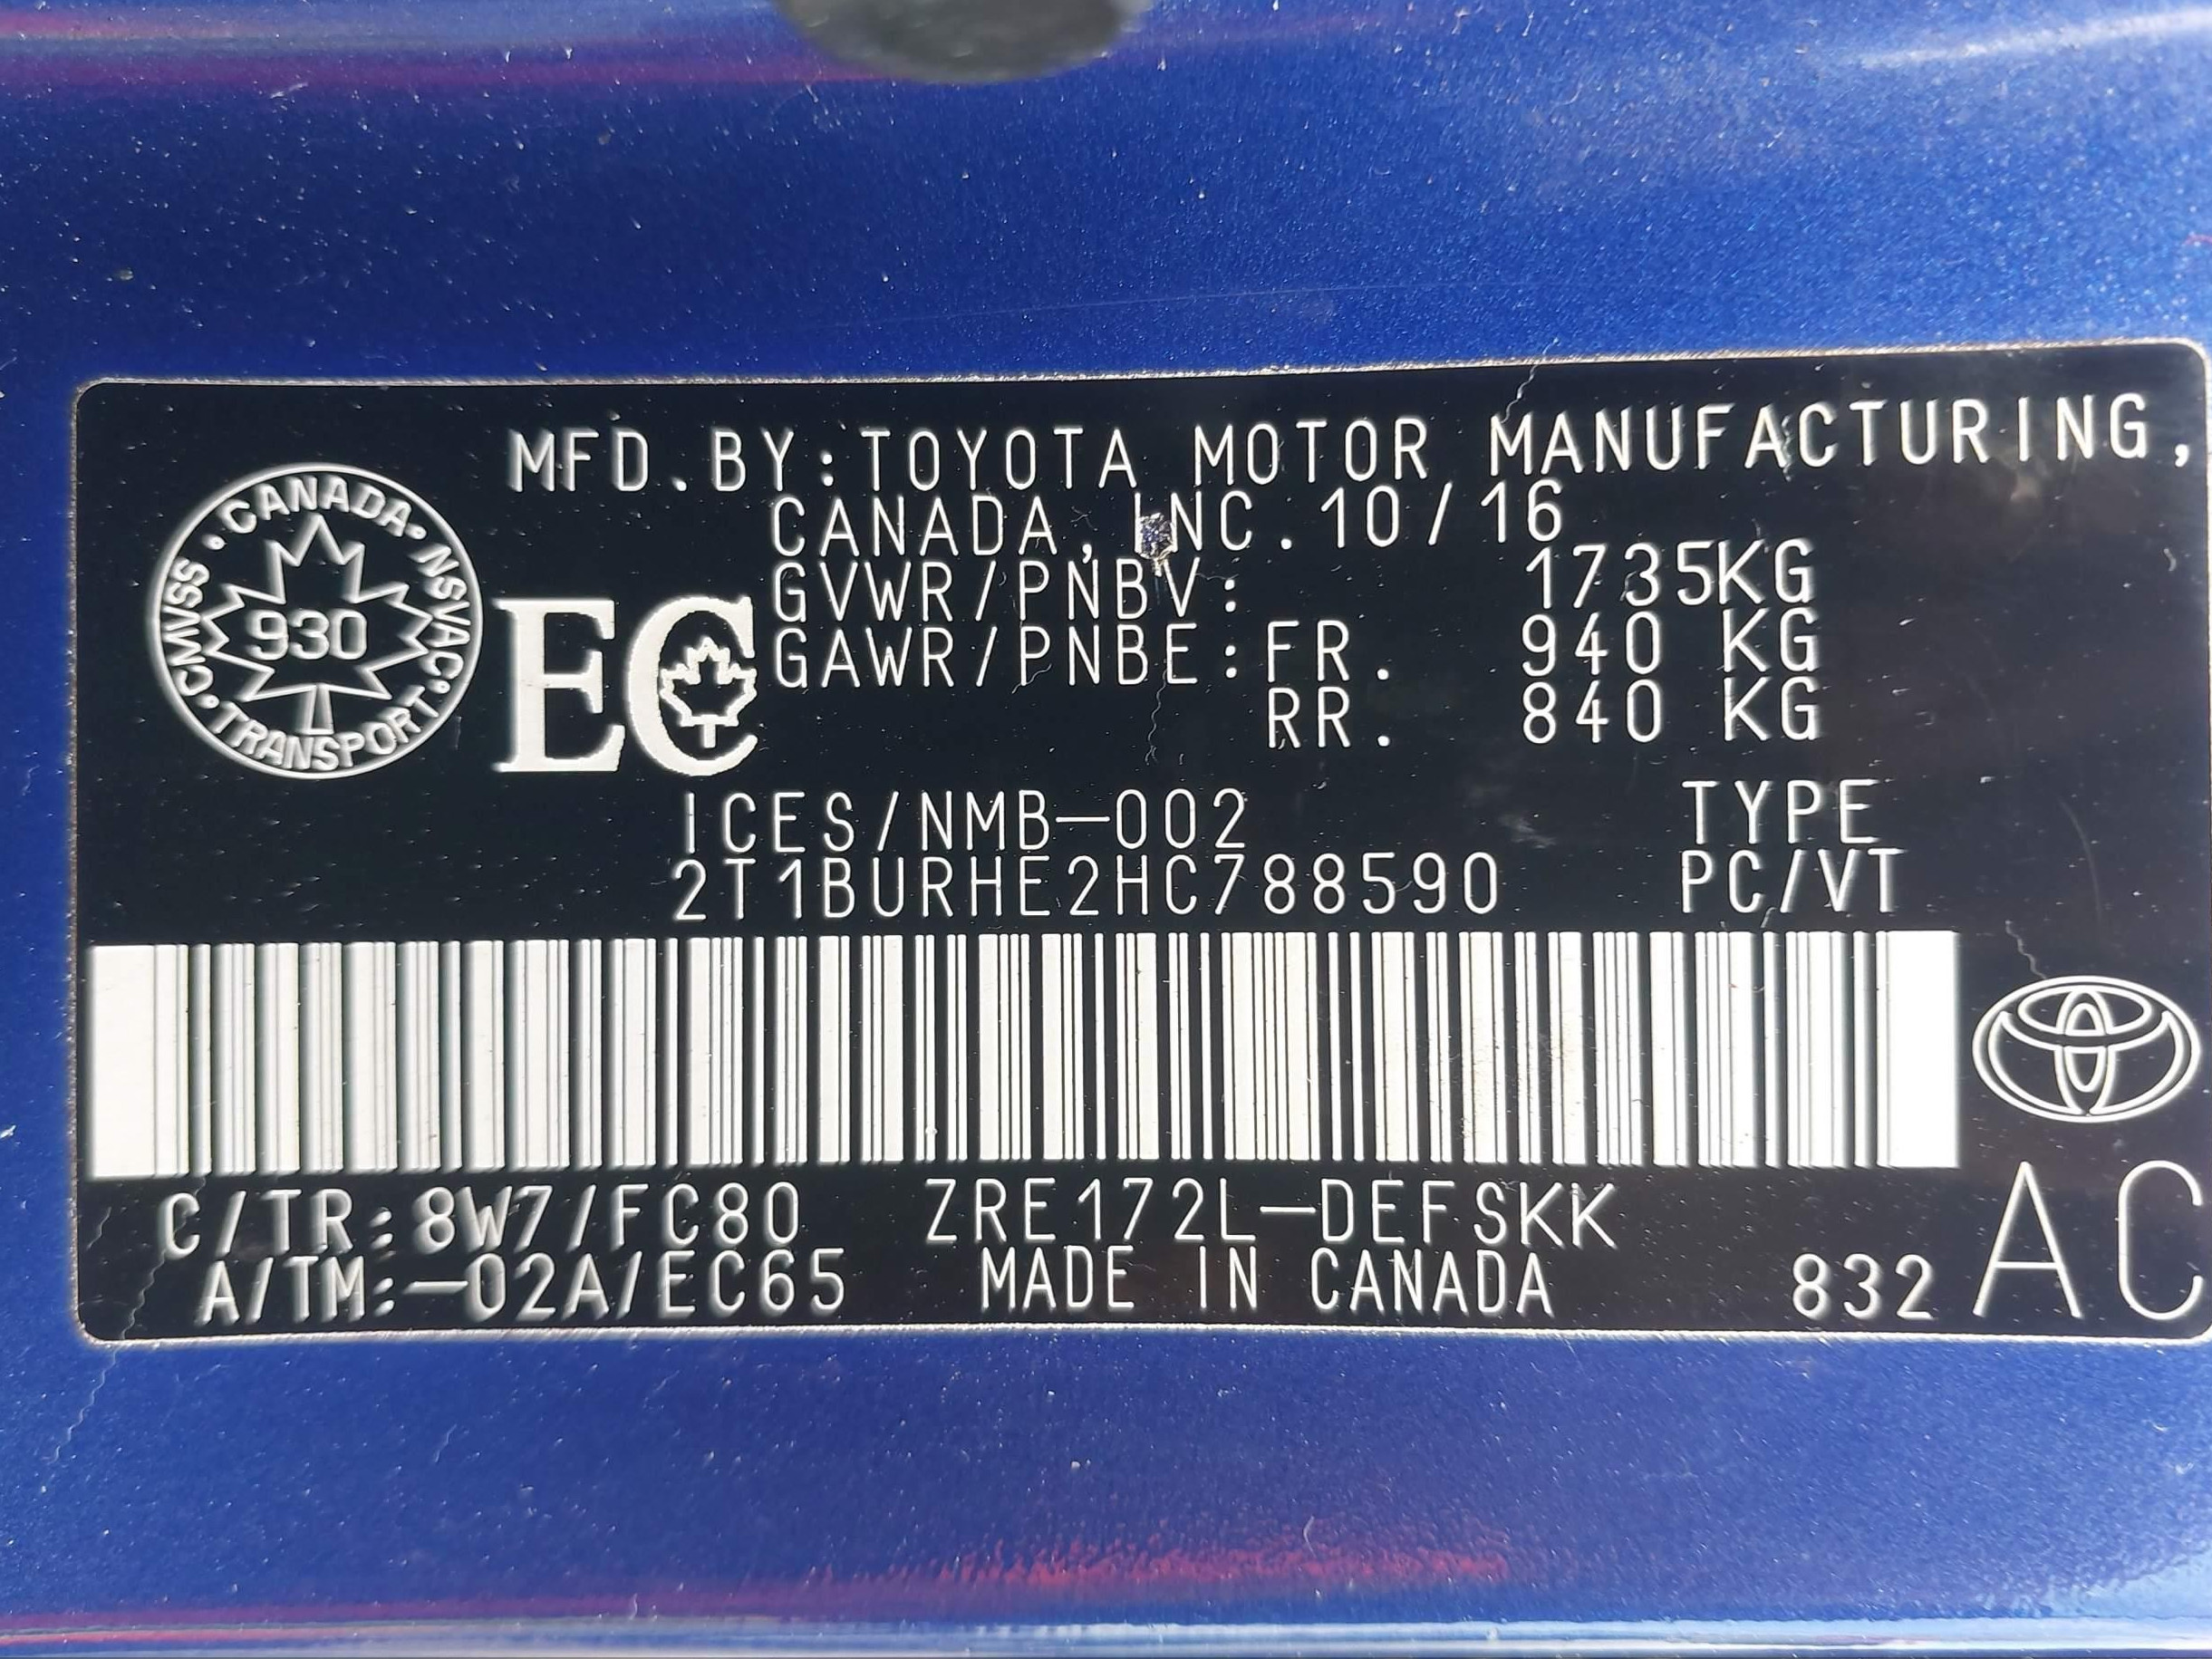 MFD.BY:TOYOTA MOTOR MANUFACTURING,
CANADA, INC.10/16
GVWR/PNBV: 1735KG
GAWR/PNBE:FR. 940 KG
RR. 840 KG
CANADA · NSVAC · TRANSPORT · CMVSS ·
930
EC
ICES/NMB-002 TYPE
2T1BURHE2HC788590 PC/VT
C/TR:8W7/FC80 ZRE172L-DEFSKK
A/TM:-02A/EC65 MADE IN CANADA 832 AC